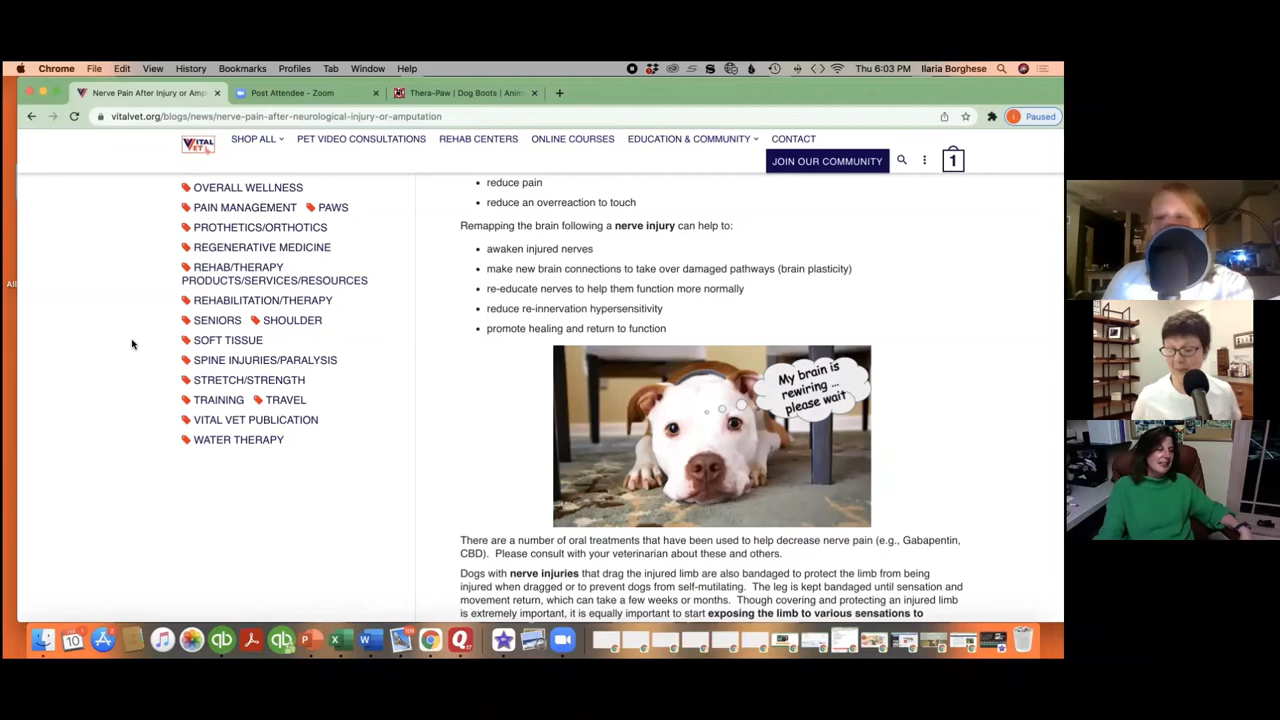 Chrome File Edit View History Bookmarks Profiles Tab Window Help Thu 6:03 PM Ilaria Borghese
Nerve Pain After Injury or Amp Post Attendee - Zoom Thera-Paw | Dog Boots | Anim
vitalvet.org/blogs/news/nerve-pain-after-neurological-injury-or-amputation Paused
VITAL VET SHOP ALL PET VIDEO CONSULTATIONS REHAB CENTERS ONLINE COURSES EDUCATION & COMMUNITY CONTACT
JOIN OUR COMMUNITY 1
OVERALL WELLNESS
PAIN MANAGEMENT PAWS
PROTHETICS/ORTHOTICS
REGENERATIVE MEDICINE
REHAB/THERAPY
PRODUCTS/SERVICES/RESOURCES
REHABILITATION/THERAPY
SENIORS SHOULDER
SOFT TISSUE
SPINE INJURIES/PARALYSIS
STRETCH/STRENGTH
TRAINING TRAVEL
VITAL VET PUBLICATION
WATER THERAPY
All
• reduce pain
• reduce an overreaction to touch
Remapping the brain following a nerve injury can help to:
• awaken injured nerves
• make new brain connections to take over damaged pathways (brain plasticity)
• re-educate nerves to help them function more normally
• reduce re-innervation hypersensitivity
• promote healing and return to function
My brain is
rewiring ...
please wait
There are a number of oral treatments that have been used to help decrease nerve pain (e.g., Gabapentin,
CBD). Please consult with your veterinarian about these and others.
Dogs with nerve injuries that drag the injured limb are also bandaged to protect the limb from being
injured when dragged or to prevent dogs from self-mutilating. The leg is kept bandaged until sensation and
movement return, which can take a few weeks or months. Though covering and protecting an injured limb
is extremely important, it is equally important to start exposing the limb to various sensations to